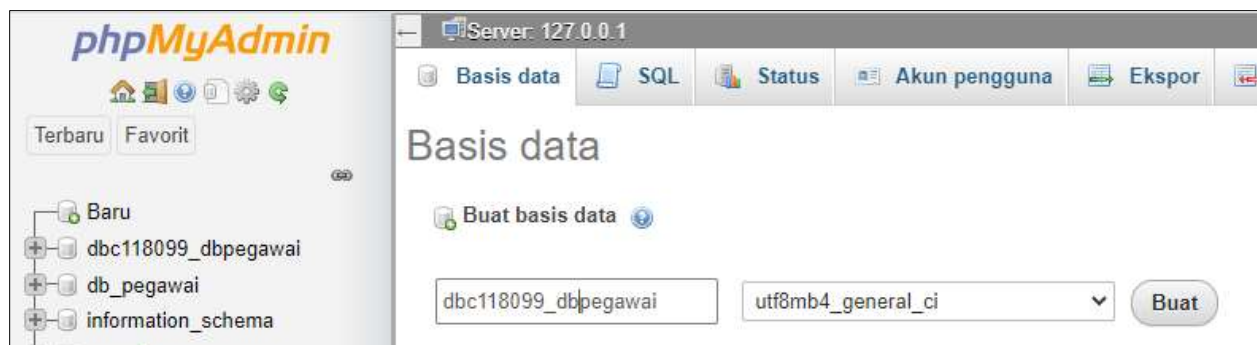 phpMyAdmin
Terbaru Favorit
Baru
dbc118099_dbpegawai
db_pegawai
information_schema
Server: 127.0.0.1
Basis data SQL Status Akun pengguna Ekspor
Basis data
Buat basis data
dbc118099_dbpegawai utf8mb4_general_ci Buat